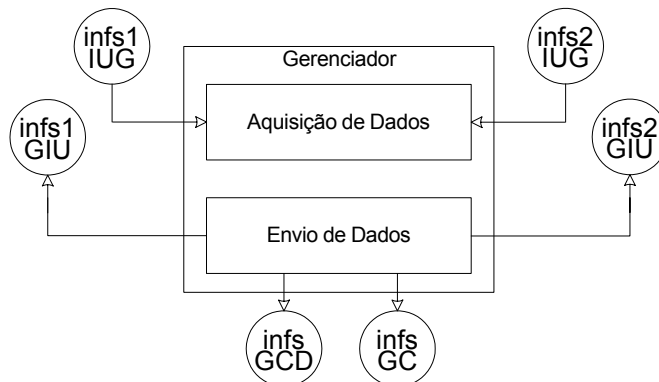 infs1
IUG
infs2
IUG
Gerenciador
Aquisição de Dados
infs1
GIU
infs2
GIU
Envio de Dados
infs
GCD
infs
GC